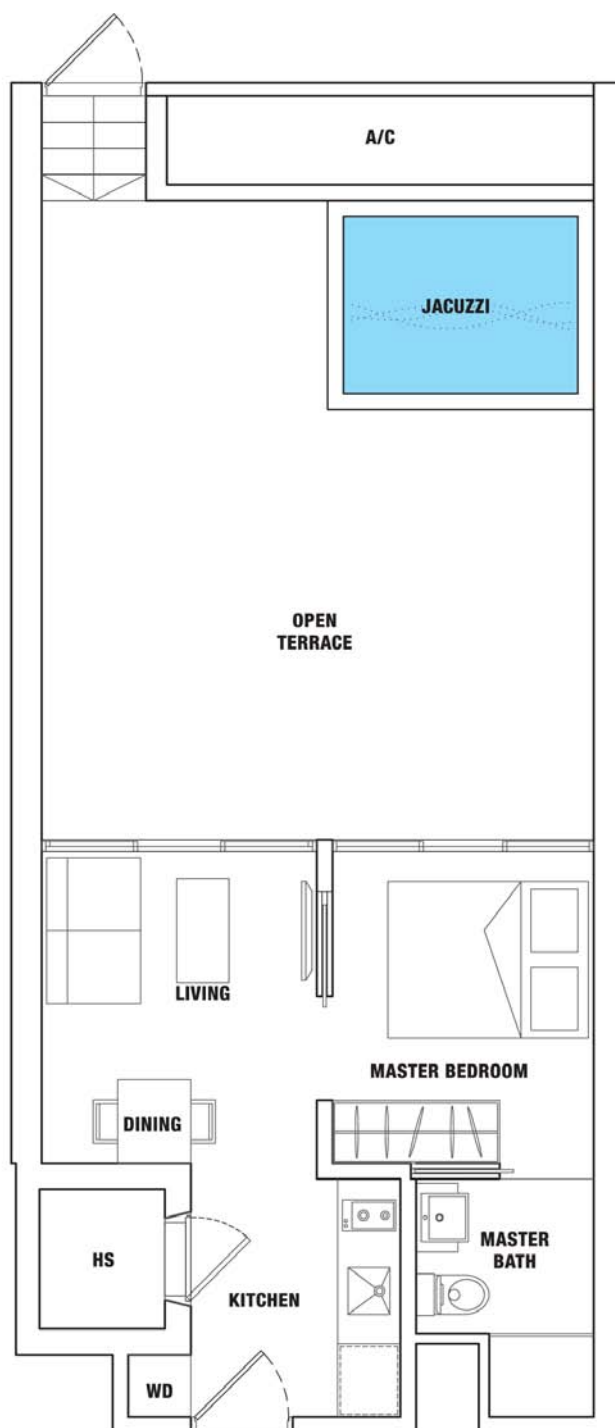 A/C
JACUZZI
OPEN
TERRACE
LIVING
MASTER BEDROOM
DINING
MASTER
BATH
HS
KITCHEN
WD